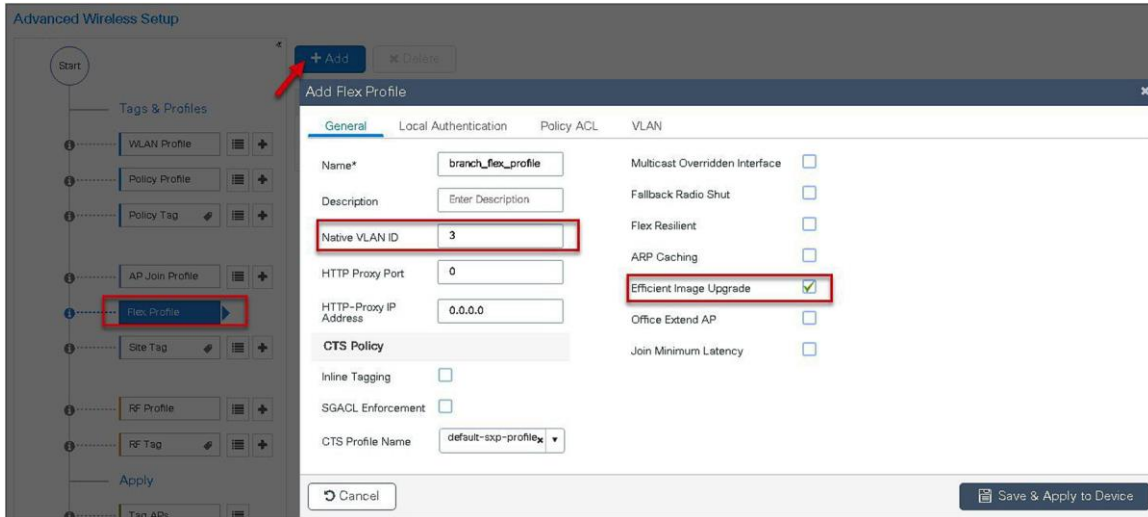 Advanced Wireless Setup
Start
Tags & Profiles
WLAN Profile
Policy Profile
Policy Tag
AP Join Profile
Flex Profile
Site Tag
RF Profile
RF Tag
Apply
Tag APs
+ Add
× Delete
Add Flex Profile
General Local Authentication Policy ACL VLAN
Name* branch_flex_profile
Description Enter Description
Native VLAN ID 3
HTTP Proxy Port 0
HTTP-Proxy IP
Address 0.0.0.0
CTS Policy
Inline Tagging
SGACL Enforcement
CTS Profile Name default-sxp-profile
Multicast Overridden Interface
Fallback Radio Shut
Flex Resilient
ARP Caching
Efficient Image Upgrade
Office Extend AP
Join Minimum Latency
Cancel
Save & Apply to Device